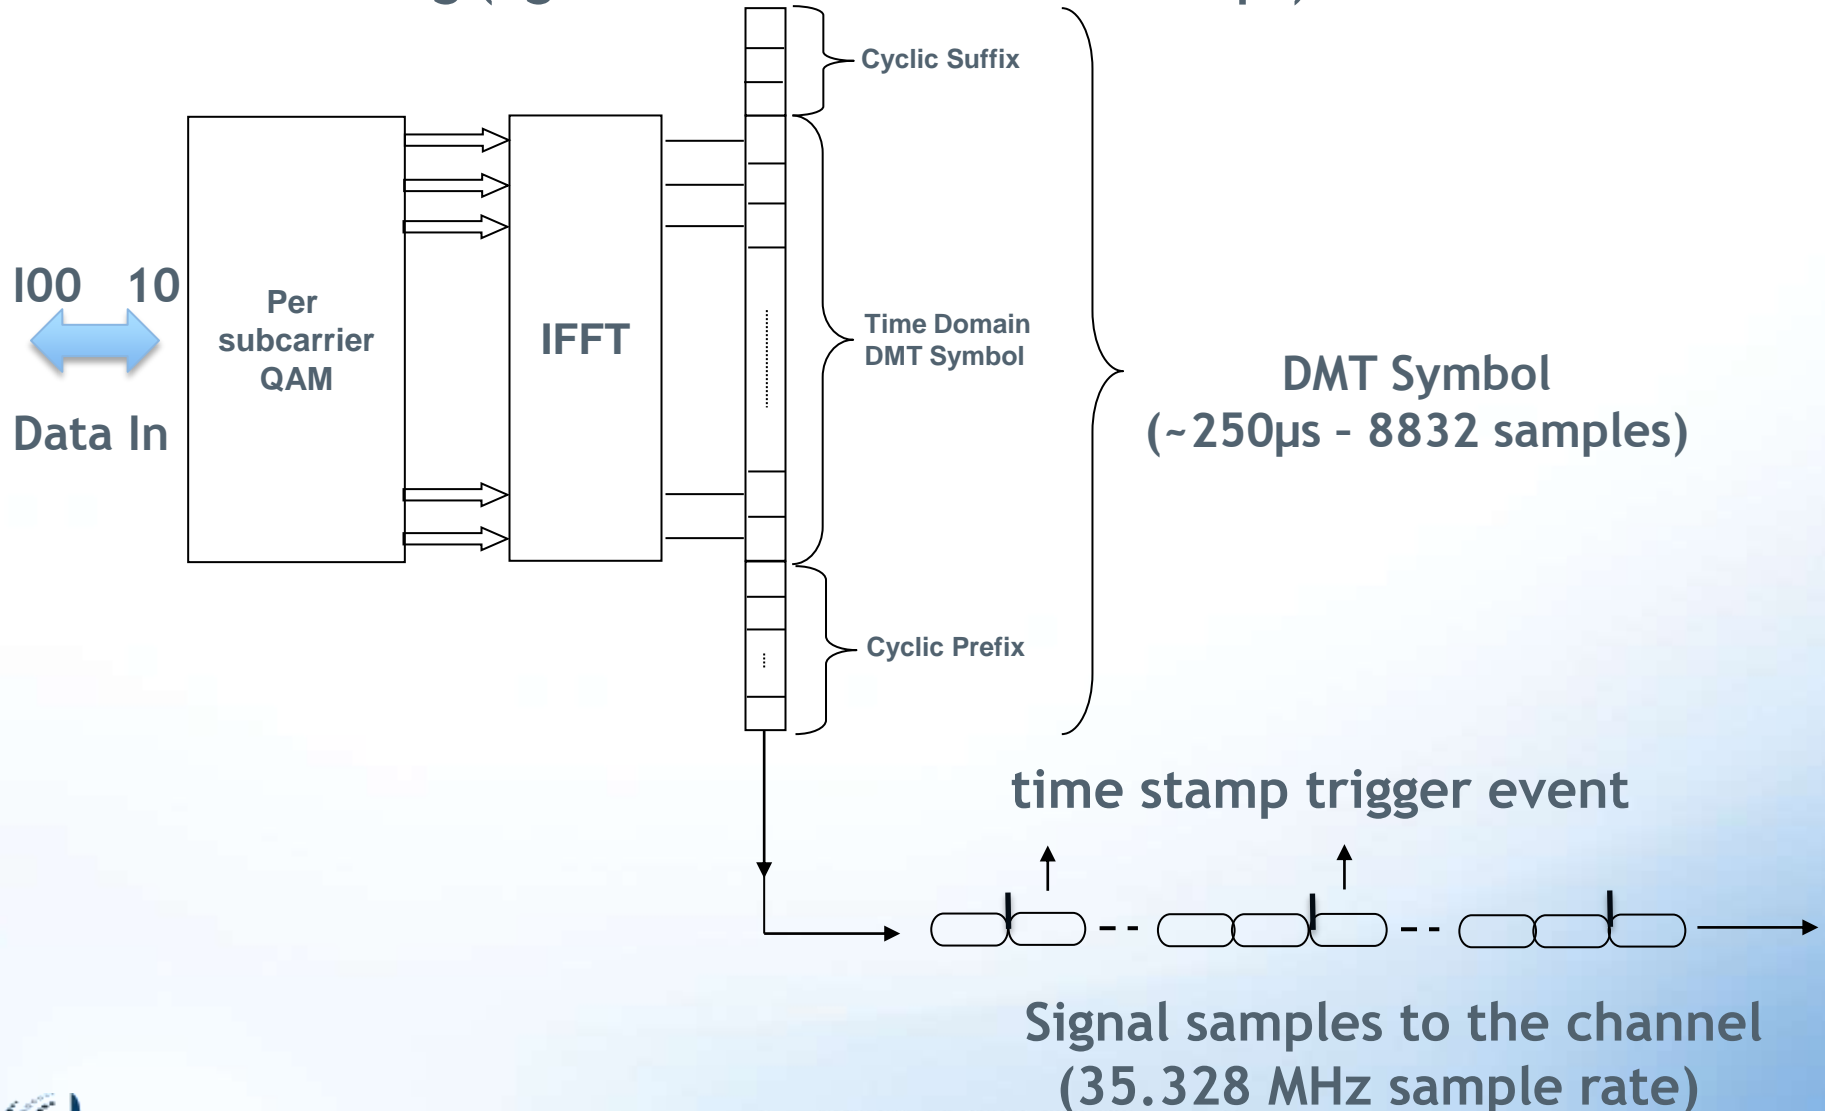 Cyclic Suffix
I00 10
Data In
Per
subcarrier
QAM
IFFT
Time Domain
DMT Symbol
DMT Symbol
(~250µs – 8832 samples)
Cyclic Prefix
time stamp trigger event
Signal samples to the channel
(35.328 MHz sample rate)